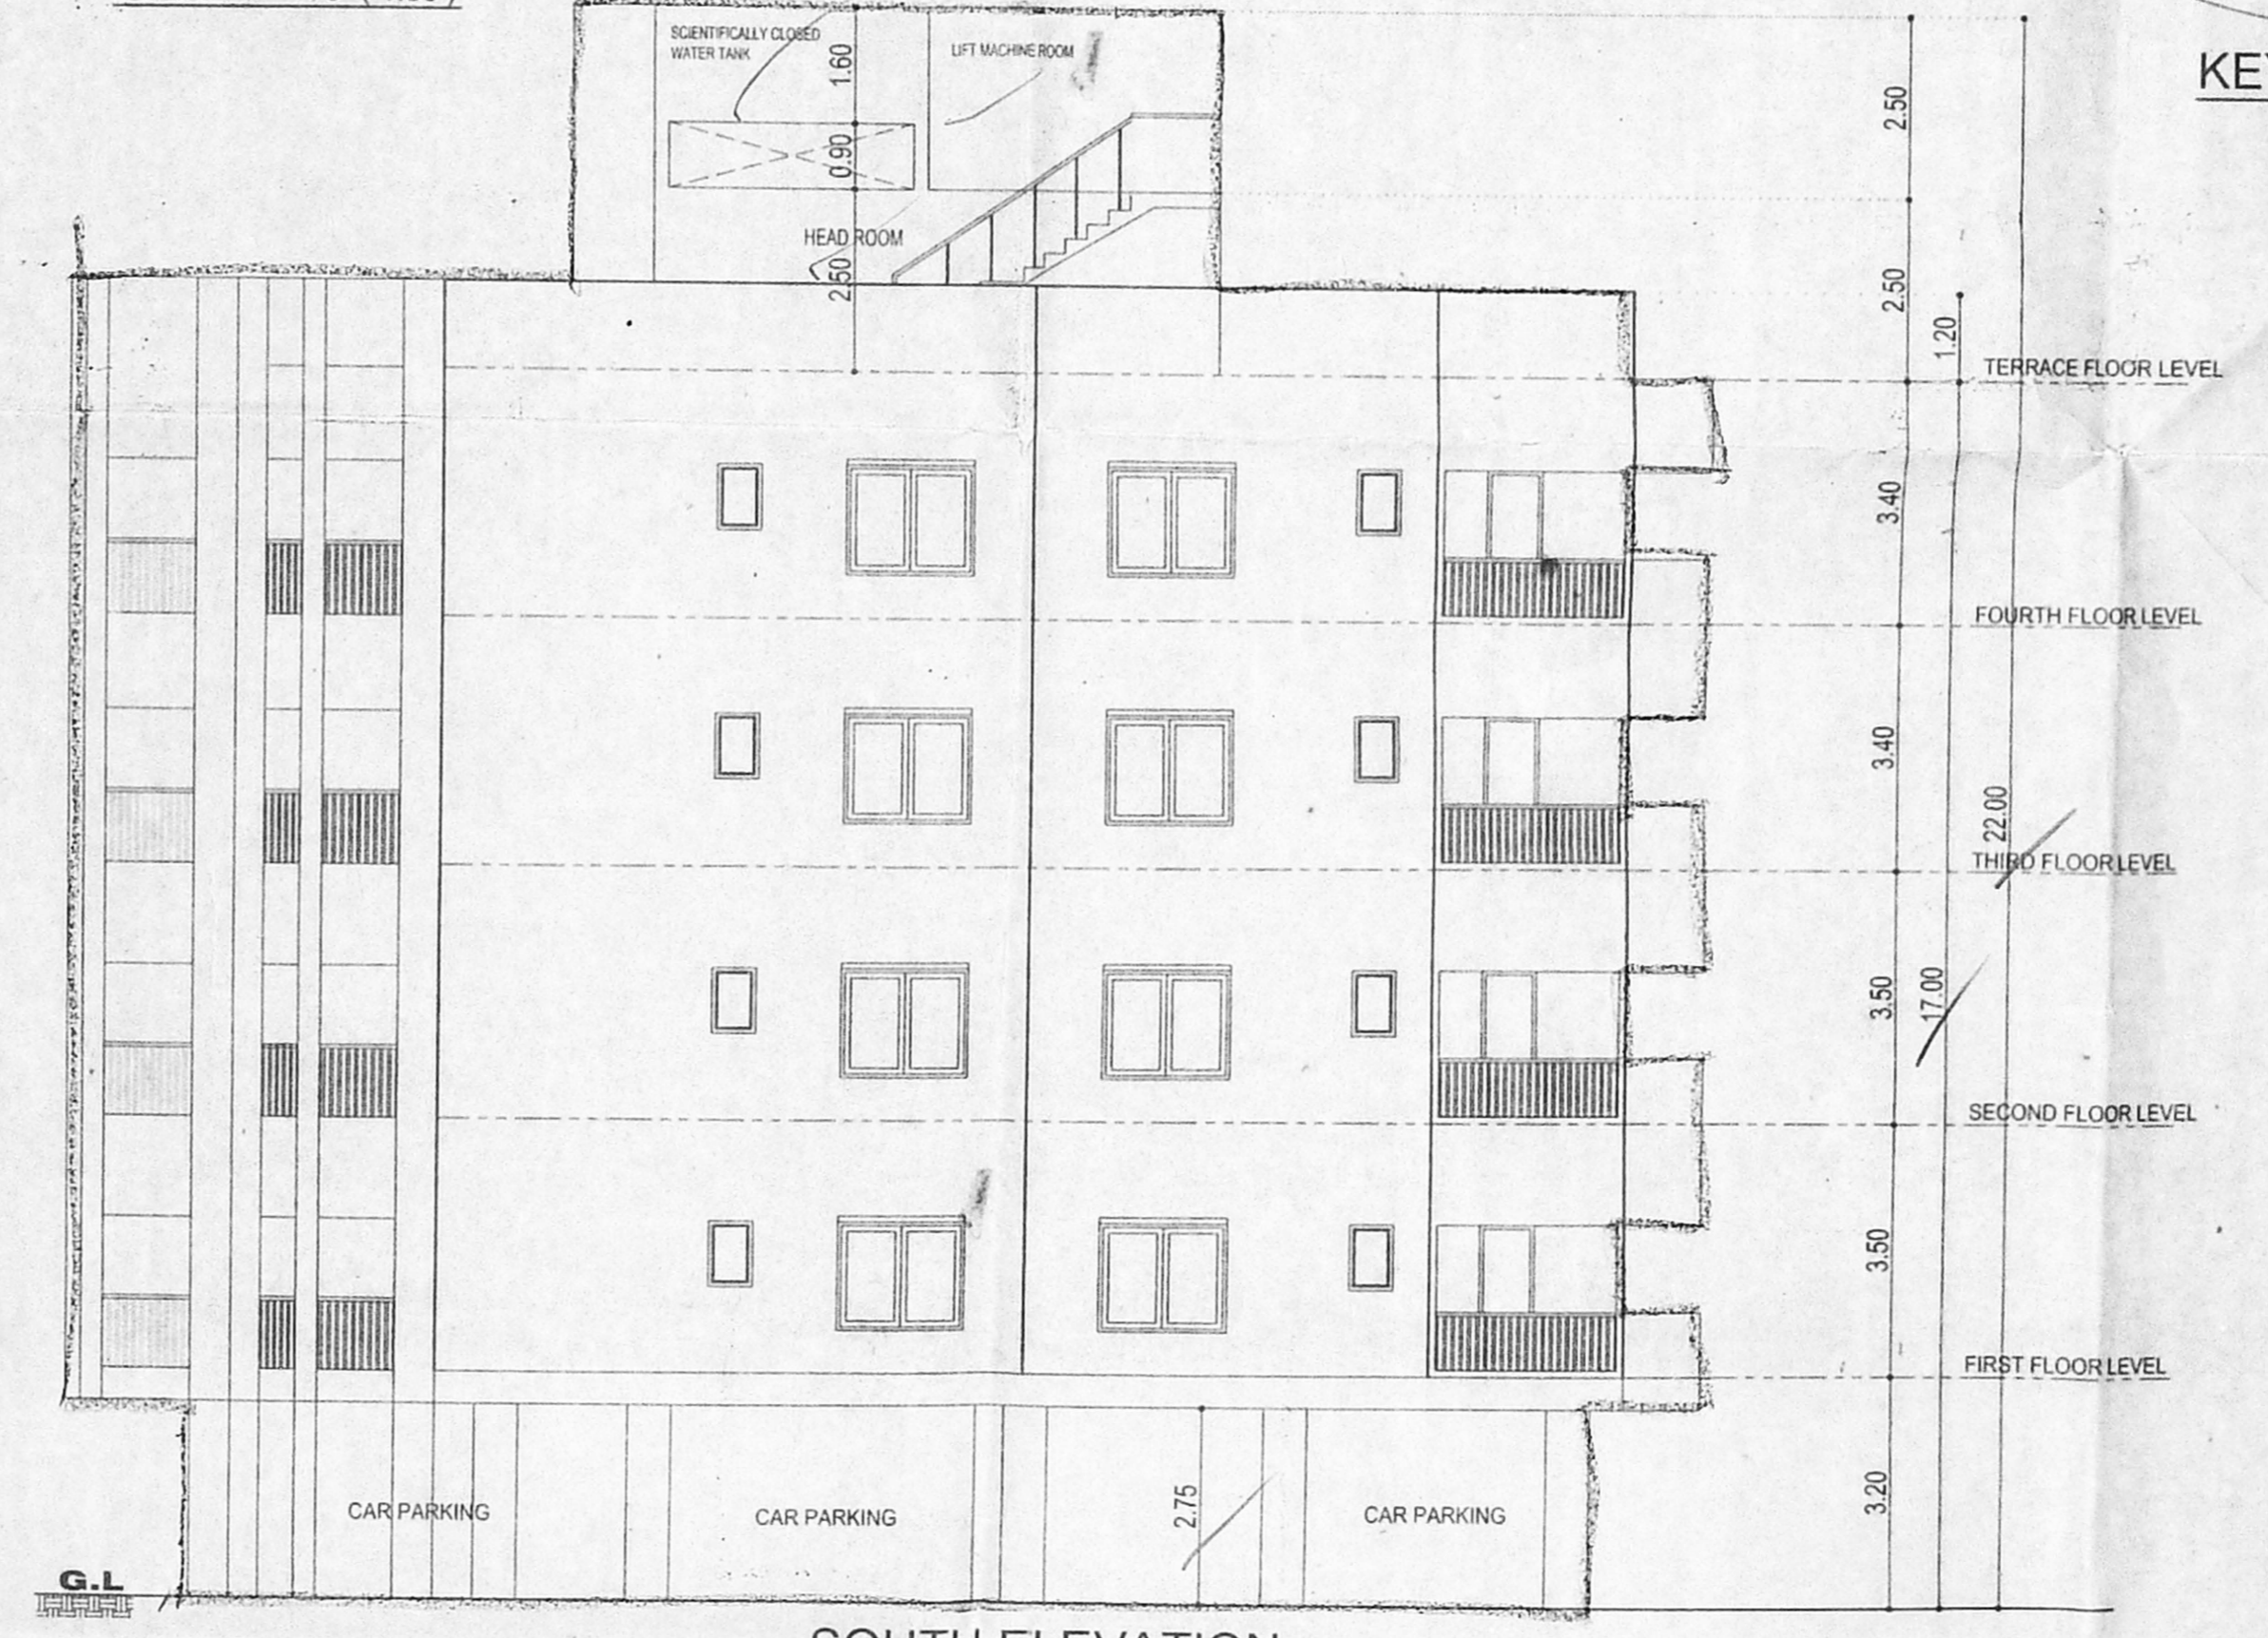 SCIENTIFICALLY CLOSED
WATER TANK
1.60
LIFT MACHINE ROOM
0.90
HEAD ROOM
2.50
2.50
2.50
1.20
TERRACE FLOOR LEVEL
3.40
FOURTH FLOOR LEVEL
3.40
22.00
THIRD FLOOR LEVEL
3.50
17.00
SECOND FLOOR LEVEL
3.50
FIRST FLOOR LEVEL
3.20
2.75
CAR PARKING
CAR PARKING
CAR PARKING
G.L
SOUTH ELEVATION